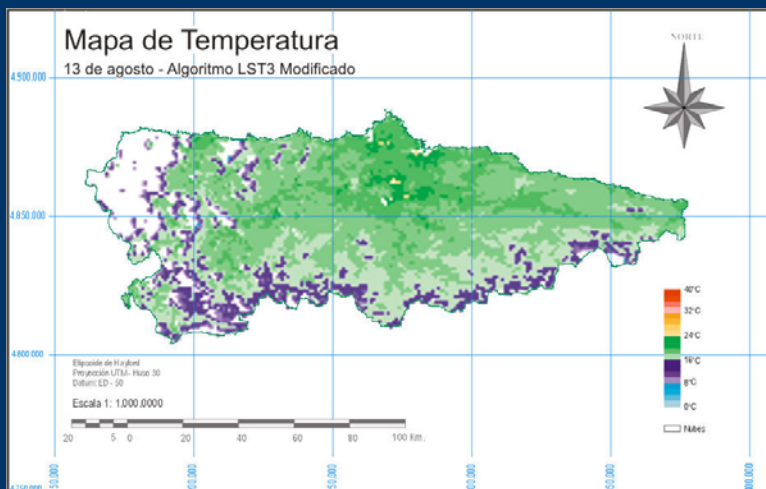 Mapa de Temperatura
13 de agosto - Algoritmo LST3 Modificado
NORTE
4.900.000
4.850.000
4.800.000
40°C
32°C
24°C
16°C
8°C
0°C
Nubes
Elipsoide de Hayford
Proyección UTM - Huso 30
Datum: ED - 50
Escala 1: 1.000.0000
20 5 0 20 40 60 80 100 Km.